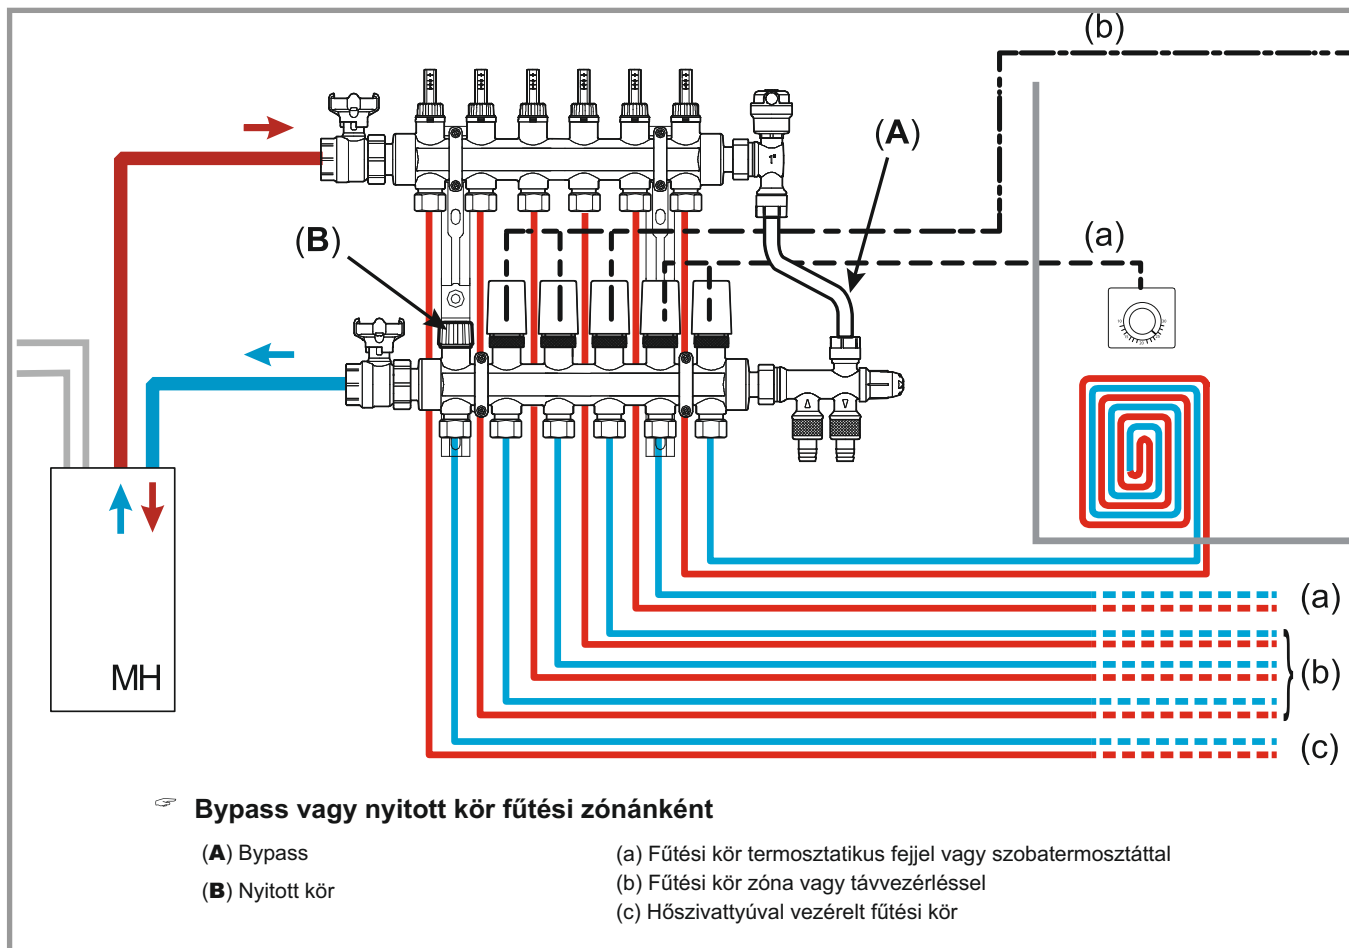 (b)
(A)
(B)
(a)
1"
MH
(a)
(b)
(c)
☞ Bypass vagy nyitott kör fűtési zónánként
(A) Bypass
(B) Nyitott kör
(a) Fűtési kör termosztatikus fejjel vagy szobatermosztáttal
(b) Fűtési kör zóna vagy távvezérléssel
(c) Hőszivattyúval vezérelt fűtési kör